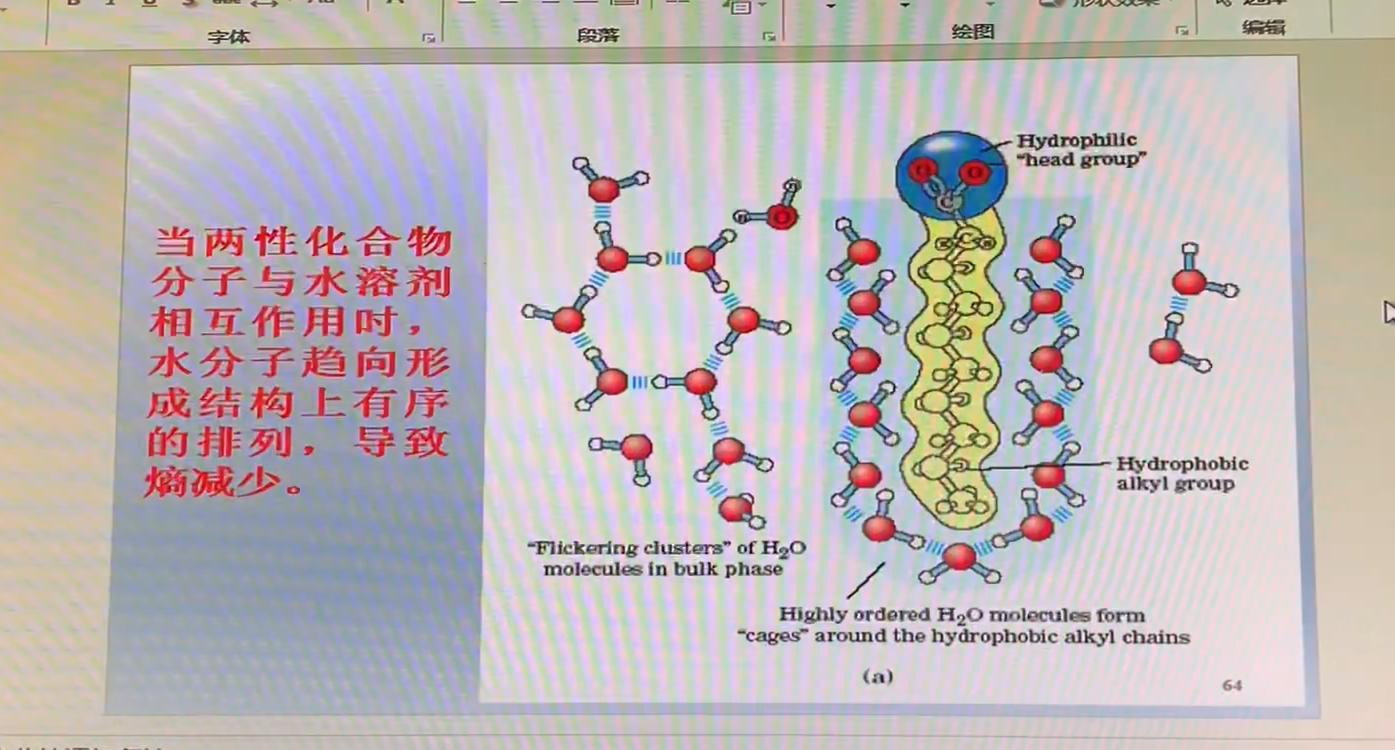 字体
段落
绘图
编辑
当两性化合物
分子与水溶剂
相互作用时，
水分子趋向形
成结构上有序
的排列，导致
熵减少。
Hydrophilic
“head group”
Hydrophobic
alkyl group
“Flickering clusters” of H₂O
molecules in bulk phase
Highly ordered H₂O molecules form
“cages” around the hydrophobic alkyl chains
(a)
64